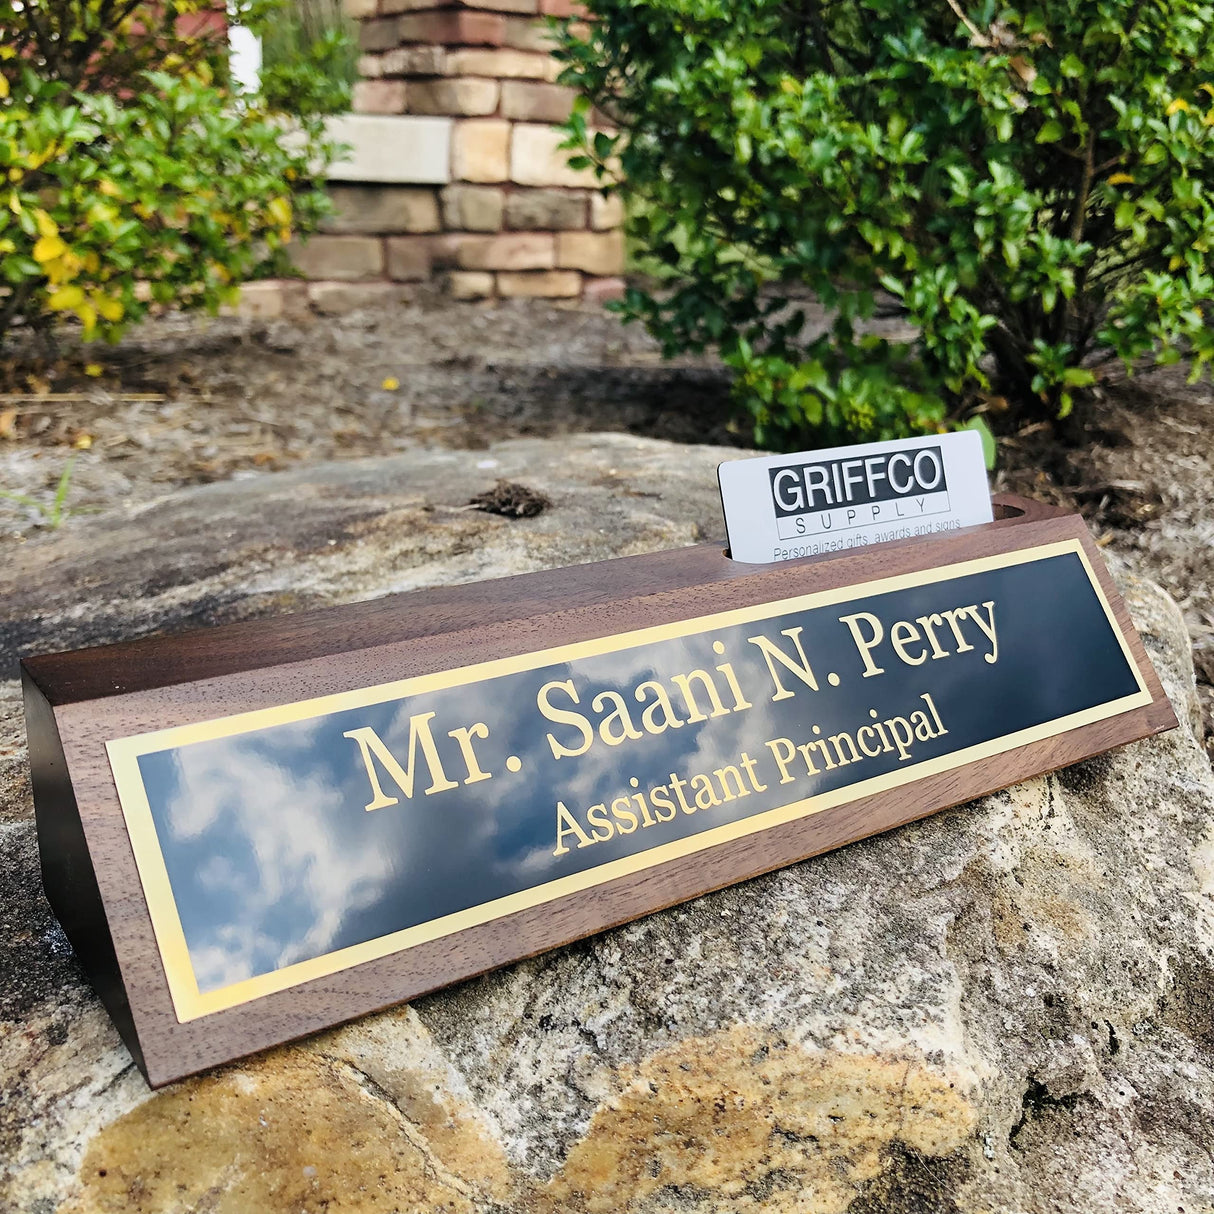 GRIFFCO
SUPPLY
Personalized gifts, awards and signs
Mr. Saani N. Perry
Assistant Principal